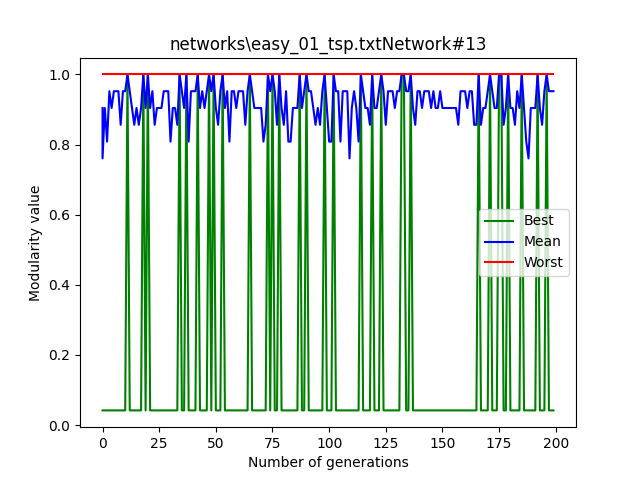 networks\easy_01_tsp.txtNetwork#13
Modularity value
1.0
0.8
0.6
0.4
0.2
0.0
Best
Mean
Worst
0 25 50 75 100 125 150 175 200
Number of generations